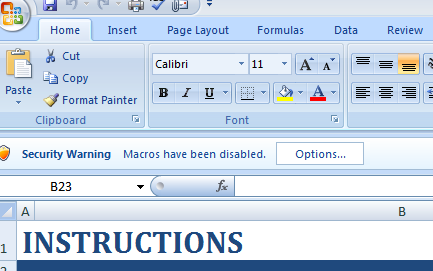 Home Insert Page Layout Formulas Data Review
Cut
Copy
Format Painter
Paste
Calibri 11 A A
B I U A
Clipboard Font
Security Warning Macros have been disabled. Options...
B23 fx
A B
1 INSTRUCTIONS
2